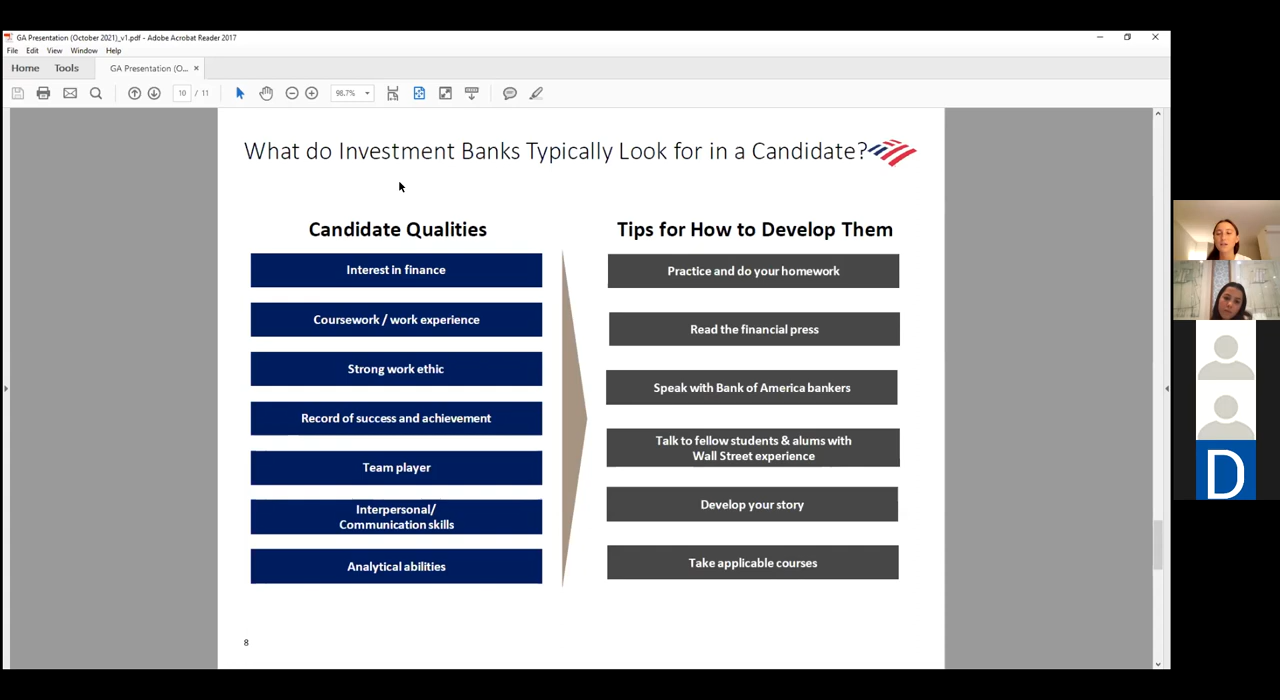 GA Presentation (October 2021)_v1.pdf - Adobe Acrobat Reader 2017
File Edit View Window Help
Home Tools GA Presentation (O... ×
10 / 11 98.7%
What do Investment Banks Typically Look for in a Candidate?
Candidate Qualities
Interest in finance
Coursework / work experience
Strong work ethic
Record of success and achievement
Team player
Interpersonal/
Communication skills
Analytical abilities
Tips for How to Develop Them
Practice and do your homework
Read the financial press
Speak with Bank of America bankers
Talk to fellow students & alums with
Wall Street experience
Develop your story
Take applicable courses
8
D